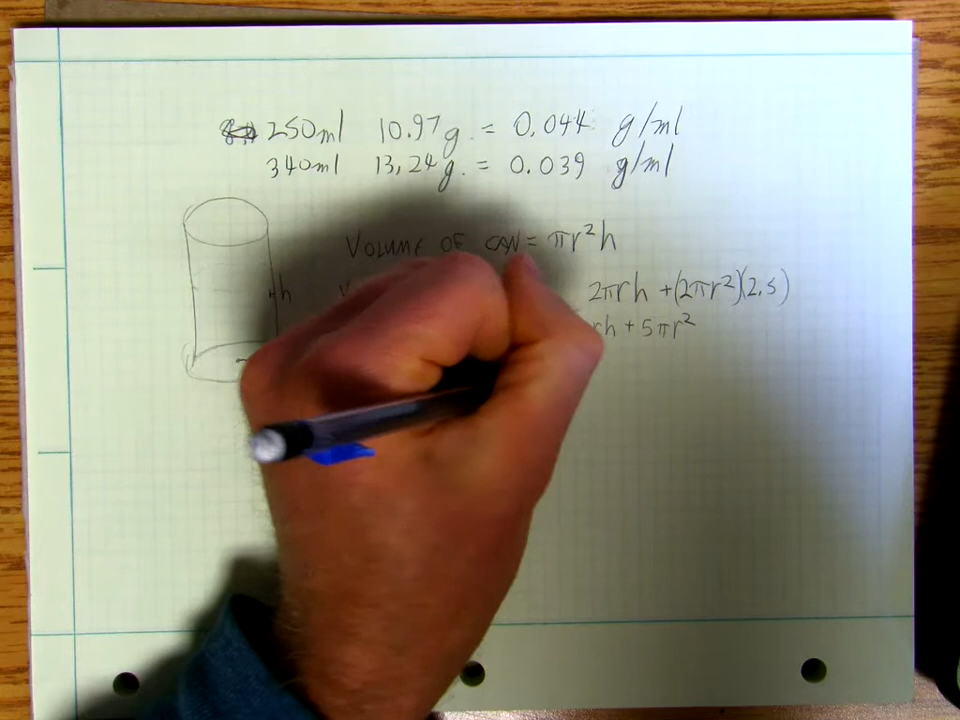 250ml 10.97g. = 0.044 g/ml
340ml 13,24g. = 0.039 g/ml
VOLUME OF CAN = πr²h
h
2πrh + (2πr²)(2.5)
rh + 5πr²